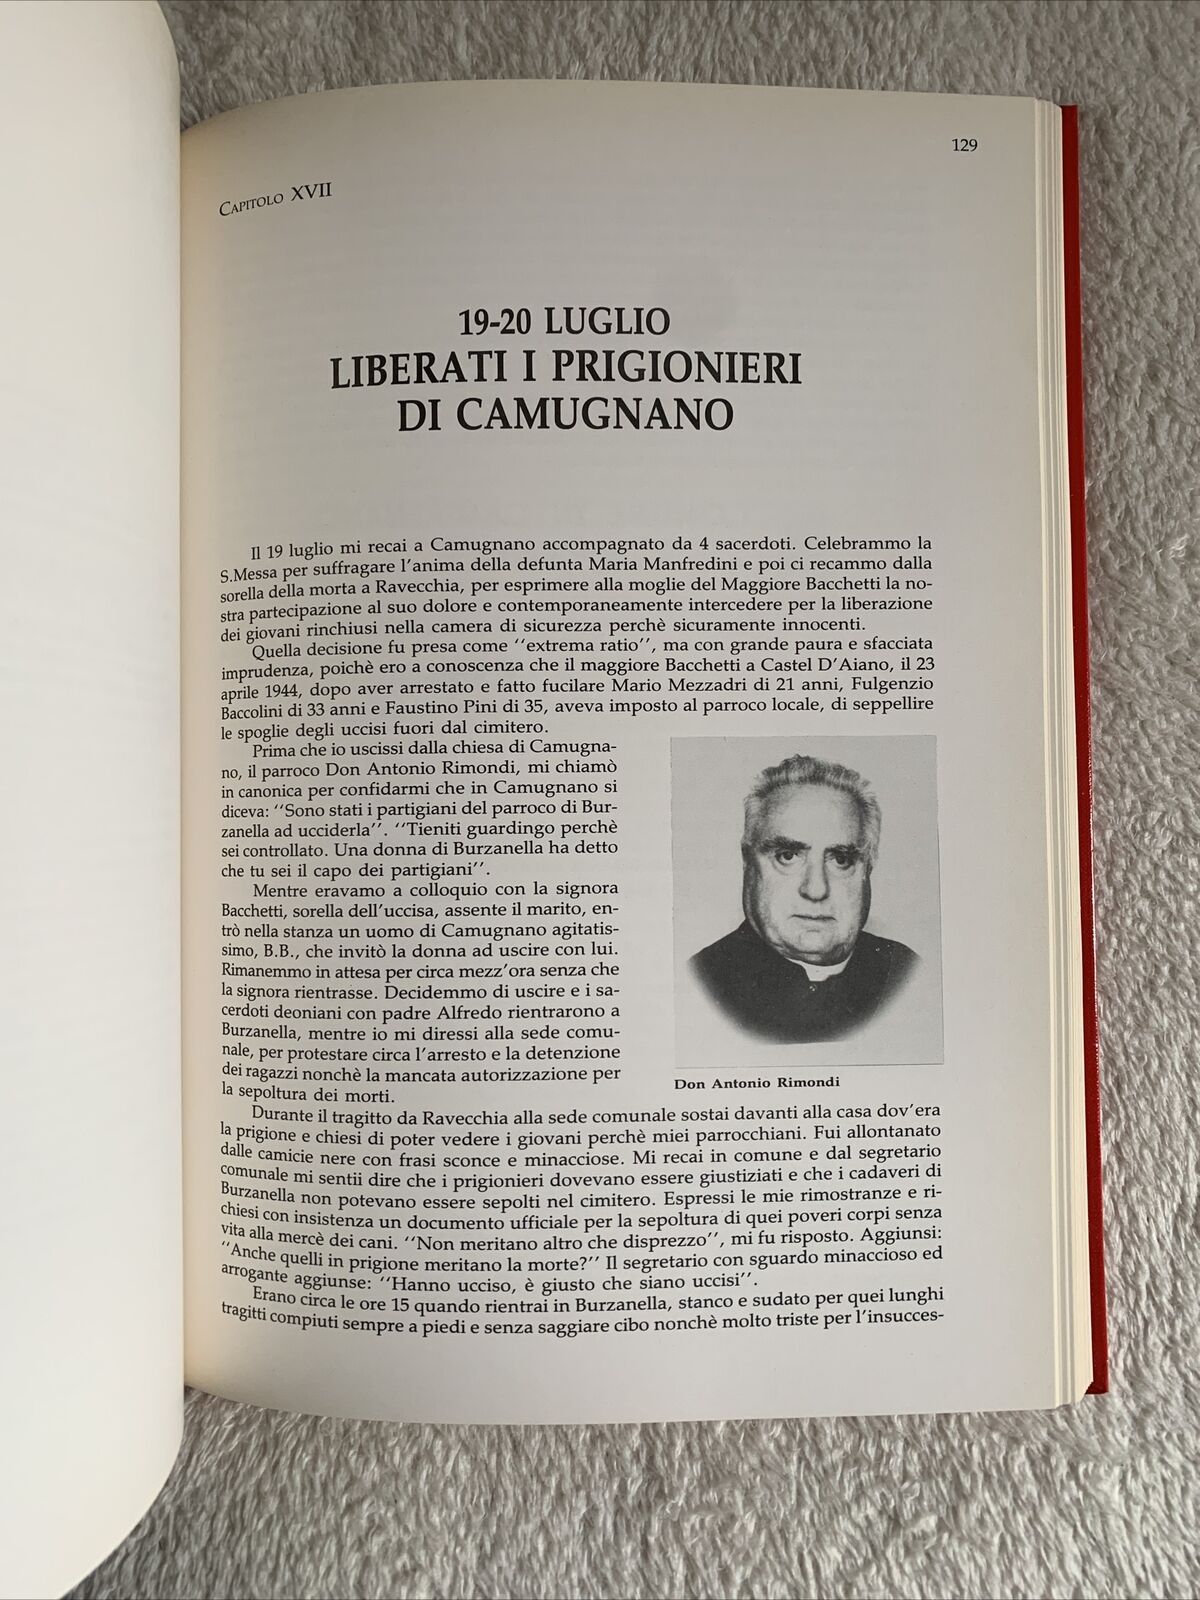 129
CAPITOLO XVII
19-20 LUGLIO
LIBERATI I PRIGIONIERI
DI CAMUGNANO
Il 19 luglio mi recai a Camugnano accompagnato da 4 sacerdoti. Celebrammo la
S.Messa per suffragare l'anima della defunta Maria Manfredini e poi ci recammo dalla
sorella della morta a Ravecchia, per esprimere alla moglie del Maggiore Bacchetti la no-
stra partecipazione al suo dolore e contemporaneamente intercedere per la liberazione
dei giovani rinchiusi nella camera di sicurezza perchè sicuramente innocenti.
Quella decisione fu presa come ''extrema ratio'', ma con grande paura e sfacciata
imprudenza, poichè ero a conoscenza che il maggiore Bacchetti a Castel D'Aiano, il 23
aprile 1944, dopo aver arrestato e fatto fucilare Mario Mezzadri di 21 anni, Fulgenzio
Baccolini di 33 anni e Faustino Pini di 35, aveva imposto al parroco locale, di seppellire
le spoglie degli uccisi fuori dal cimitero.
Prima che io uscissi dalla chiesa di Camugna-
no, il parroco Don Antonio Rimondi, mi chiamò
in canonica per confidarmi che in Camugnano si
diceva: ''Sono stati i partigiani del parroco di Bur-
zanella ad ucciderla''. ''Tieniti guardingo perchè
sei controllato. Una donna di Burzanella ha detto
che tu sei il capo dei partigiani''.
Mentre eravamo a colloquio con la signora
Bacchetti, sorella dell'uccisa, assente il marito, en-
trò nella stanza un uomo di Camugnano agitatis-
simo, B.B., che invitò la donna ad uscire con lui.
Rimanemmo in attesa per circa mezz'ora senza che
la signora rientrasse. Decidemmo di uscire e i sa-
cerdoti deoniani con padre Alfredo rientrarono a
Burzanella, mentre io mi diressi alla sede comu-
nale, per protestare circa l'arresto e la detenzione
dei ragazzi nonchè la mancata autorizzazione per
la sepoltura dei morti.
Don Antonio Rimondi
Durante il tragitto da Ravecchia alla sede comunale sostai davanti alla casa dov'era
la prigione e chiesi di poter vedere i giovani perchè miei parrocchiani. Fui allontanato
dalle camicie nere con frasi sconce e minacciose. Mi recai in comune e dal segretario
comunale mi sentii dire che i prigionieri dovevano essere giustiziati e che i cadaveri di
Burzanella non potevano essere sepolti nel cimitero. Espressi le mie rimostranze e ri-
chiesi con insistenza un documento ufficiale per la sepoltura di quei poveri corpi senza
vita alla mercè dei cani. ''Non meritano altro che disprezzo'', mi fu risposto. Aggiunsi:
''Anche quelli in prigione meritano la morte?'' Il segretario con sguardo minaccioso ed
arrogante aggiunse: ''Hanno ucciso, è giusto che siano uccisi''.
Erano circa le ore 15 quando rientrai in Burzanella, stanco e sudato per quei lunghi
tragitti compiuti sempre a piedi e senza saggiare cibo nonchè molto triste per l'insucces-